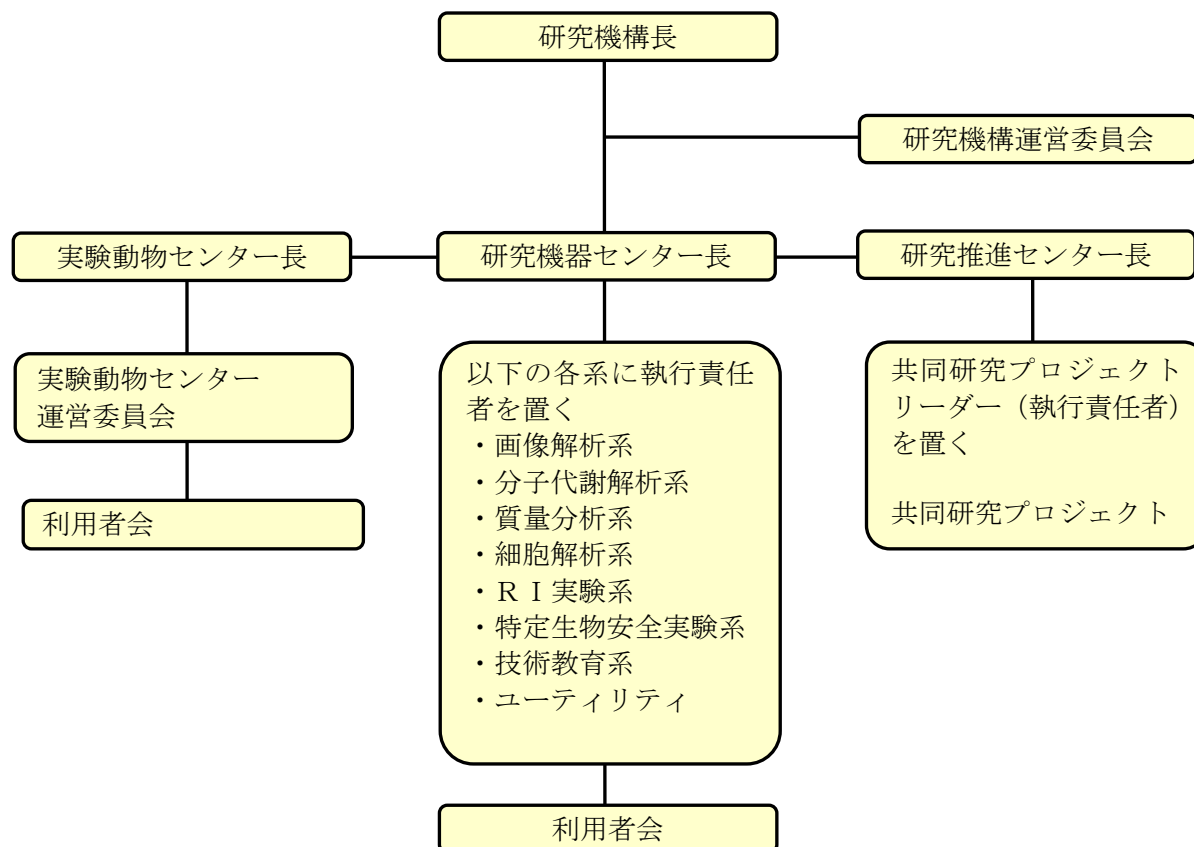 研究機構長
研究機構運営委員会
実験動物センター長
研究機器センター長
研究推進センター長
実験動物センター
運営委員会
利用者会
以下の各系に執行責任
者を置く
・画像解析系
・分子代謝解析系
・質量分析系
・細胞解析系
・ＲＩ実験系
・特定生物安全実験系
・技術教育系
・ユーティリティ
共同研究プロジェクト
リーダー（執行責任者）
を置く
共同研究プロジェクト
利用者会